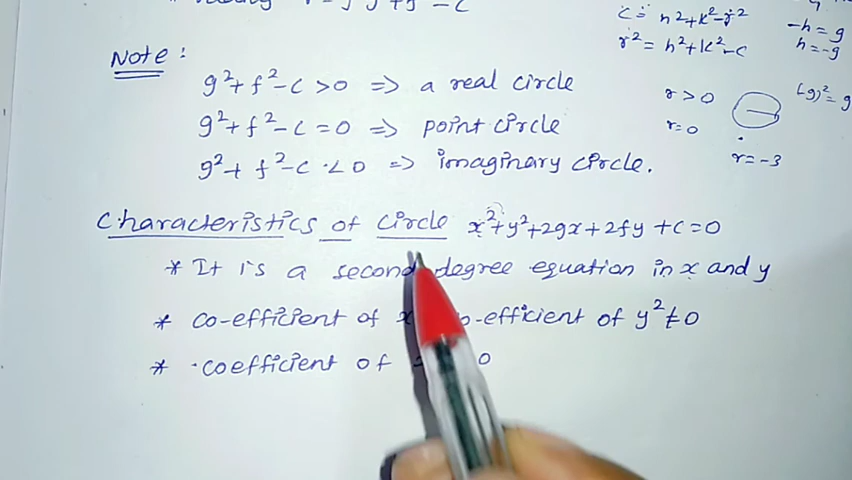 c = h²+k²-r²
r² = h²+k²-c
-h = g
h = -g
Note :
g²+f²-c >0 => a real circle
r > 0
(-g)² = g
g²+f²-c =0 => point circle
r=0
g²+f²-c <0 => imaginary circle.
r = -3
Characteristics of circle x²+y²+2gx+2fy +c=0
* It is a second degree equation in x and y
* co-efficient of x co-efficient of y² ≠0
* coefficient of 0